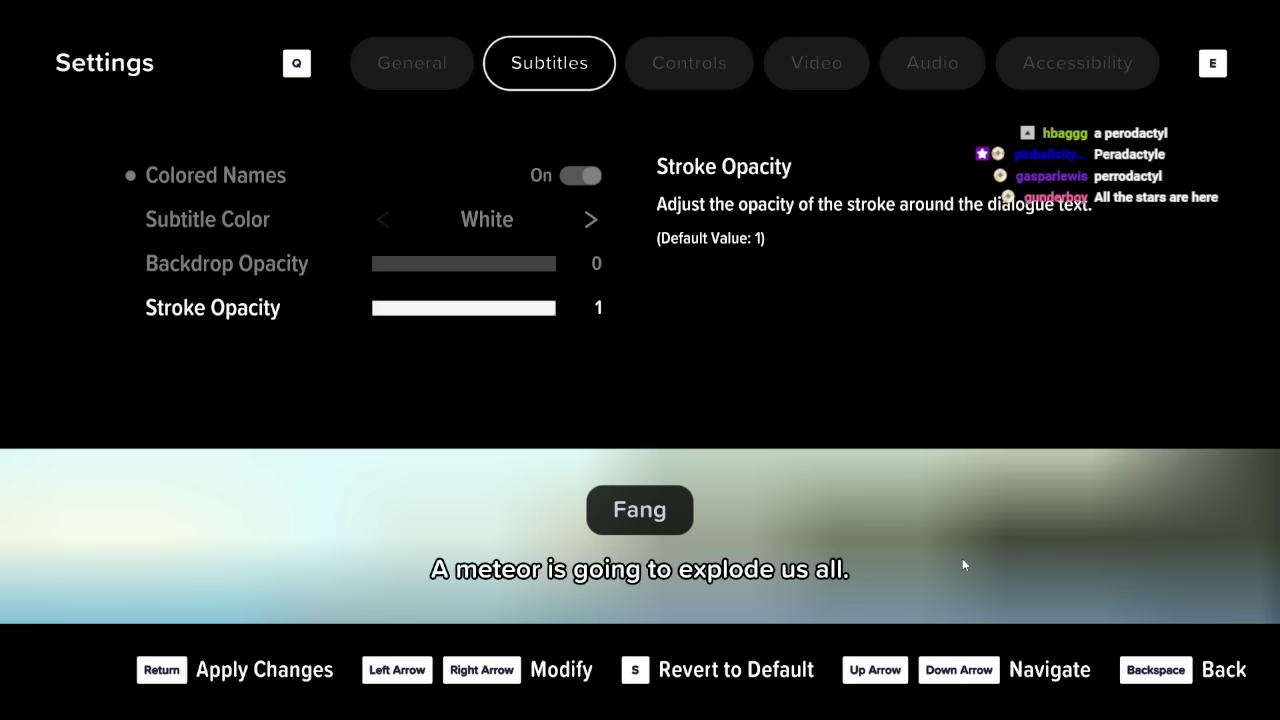 Settings
Q
General
Subtitles
Controls
Video
Audio
Accessibility
E
hbaggg a perodactyl
pinballcity... Peradactyle
gasparlewis perrodactyl
gunderboy All the stars are here
Colored Names On
Subtitle Color < White >
Backdrop Opacity 0
Stroke Opacity 1
Stroke Opacity
Adjust the opacity of the stroke around the dialogue text.
(Default Value: 1)
Fang
A meteor is going to explode us all.
Return Apply Changes Left Arrow Right Arrow Modify S Revert to Default Up Arrow Down Arrow Navigate Backspace Back